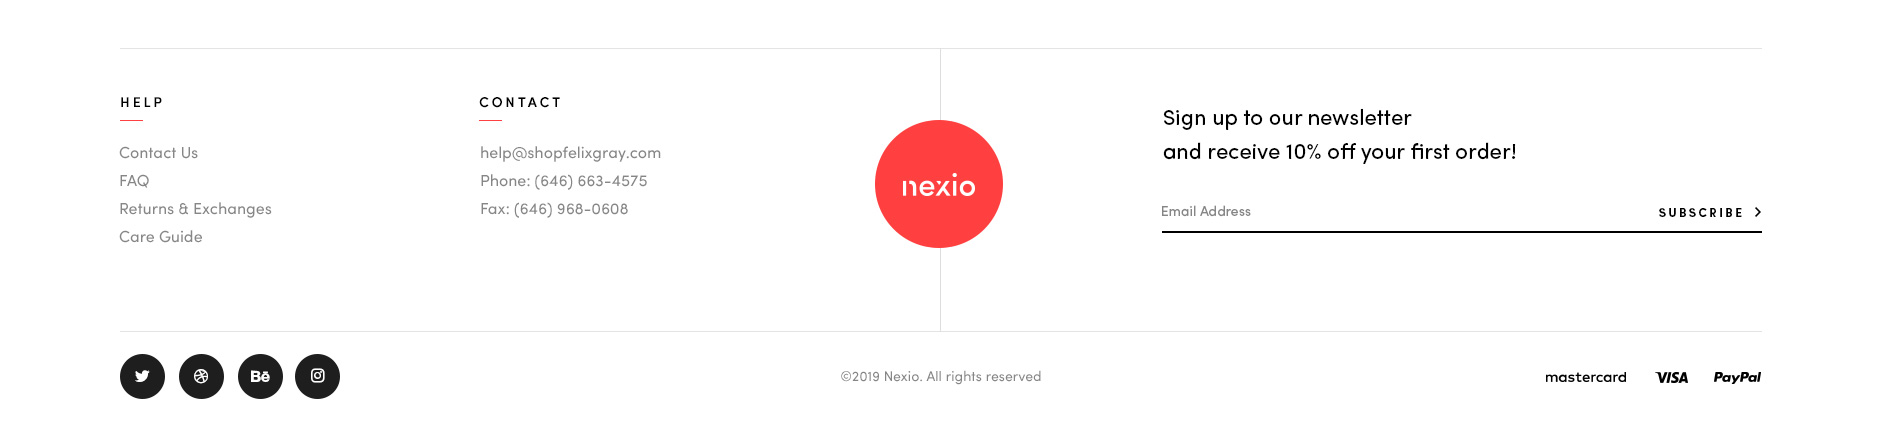 HELP
Contact Us
FAQ
Returns & Exchanges
Care Guide
CONTACT
help@shopfelixgray.com
Phone: (646) 663-4575
Fax: (646) 968-0608
nexio
Sign up to our newsletter
and receive 10% off your first order!
Email Address
SUBSCRIBE
Bē
©2019 Nexio. All rights reserved
mastercard
VISA
PayPal